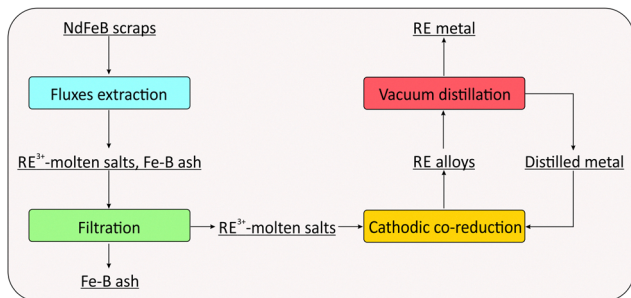 NdFeB scraps
Fluxes extraction
RE³⁺-molten salts, Fe-B ash
Filtration
Fe-B ash
RE³⁺-molten salts
RE metal
Vacuum distillation
RE alloys
Distilled metal
Cathodic co-reduction